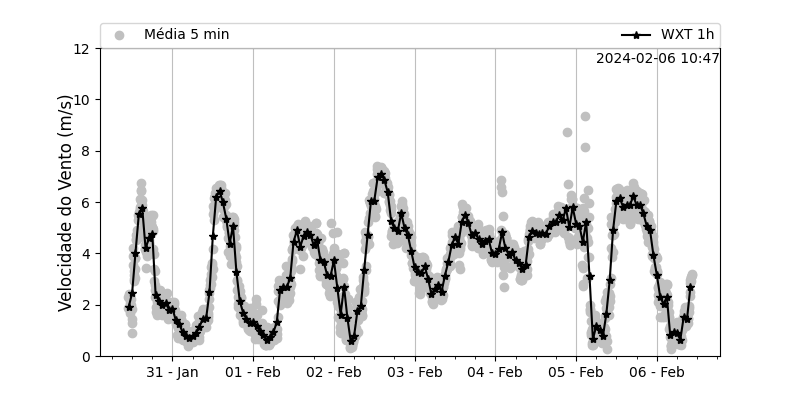 Média 5 min
WXT 1h
2024-02-06 10:47
Velocidade do Vento (m/s)
12
10
8
6
4
2
0
31 - Jan
01 - Feb
02 - Feb
03 - Feb
04 - Feb
05 - Feb
06 - Feb